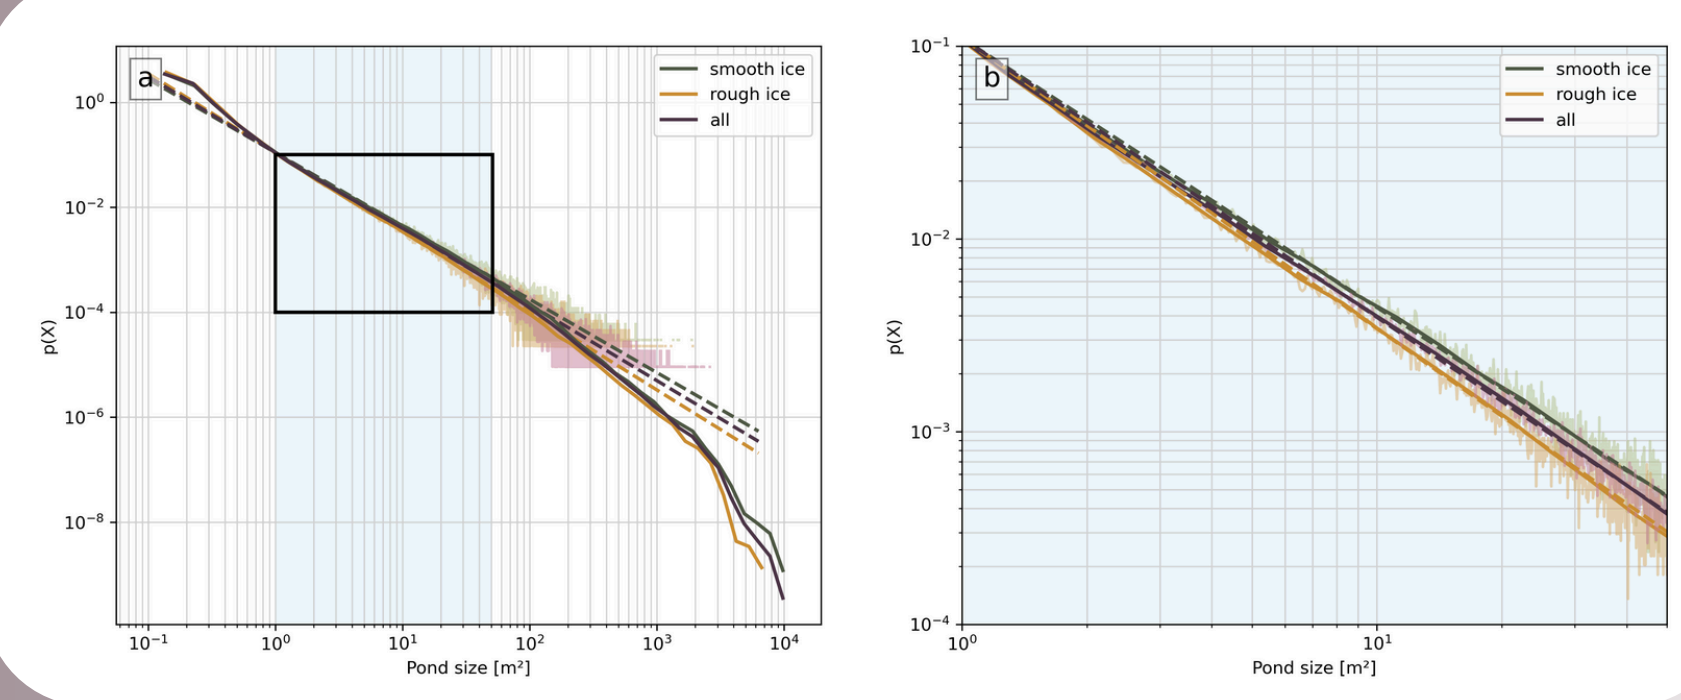 a
smooth ice
rough ice
all
10⁰
10⁻²
10⁻⁴
10⁻⁶
10⁻⁸
p(X)
10⁻¹ 10⁰ 10¹ 10² 10³ 10⁴
Pond size [m²]
b
smooth ice
rough ice
all
10⁻¹
10⁻²
10⁻³
10⁻⁴
p(X)
10⁰ 10¹
Pond size [m²]